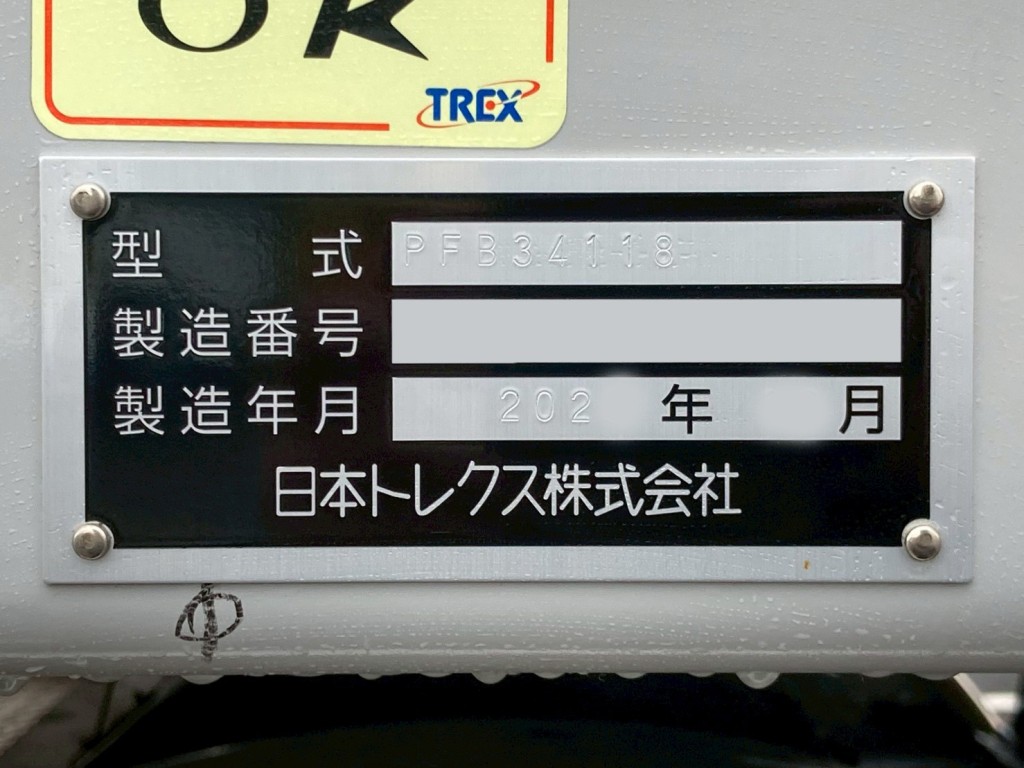 OK
TREX
型式 PFB34118
製造番号
製造年月 202 年 月
日本トレクス株式会社